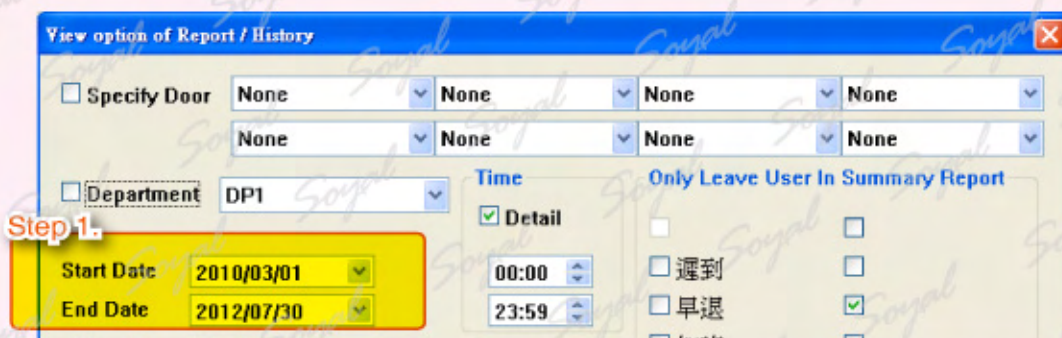 View option of Report / History
Specify Door None None None None
None None None None
Department DP1
Time
Only Leave User In Summary Report
Detail
Step 1.
Start Date 2010/03/01
00:00
遲到
End Date 2012/07/30
23:59
早退
Soyal